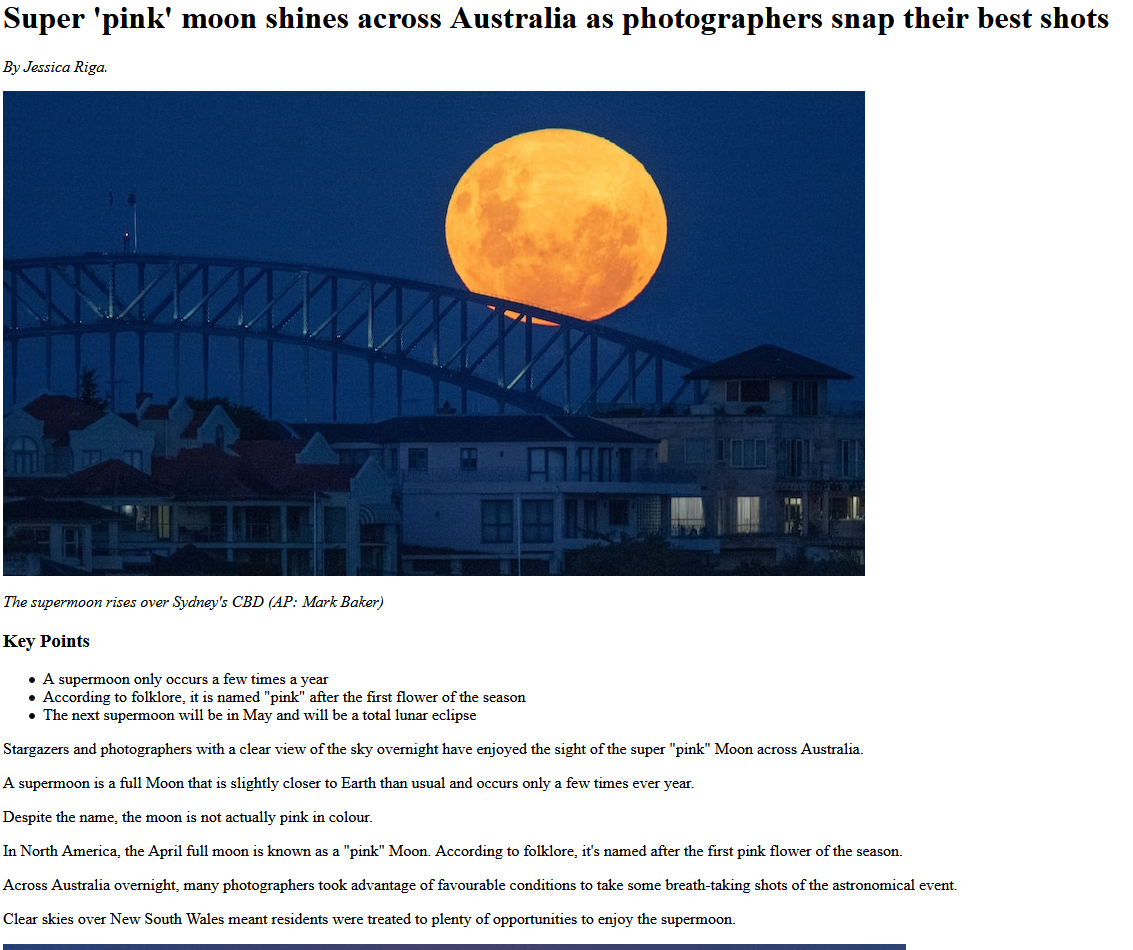 Super 'pink' moon shines across Australia as photographers snap their best shots
By Jessica Riga.
The supermoon rises over Sydney's CBD (AP: Mark Baker)
Key Points
• A supermoon only occurs a few times a year
• According to folklore, it is named "pink" after the first flower of the season
• The next supermoon will be in May and will be a total lunar eclipse
Stargazers and photographers with a clear view of the sky overnight have enjoyed the sight of the super "pink" Moon across Australia.
A supermoon is a full Moon that is slightly closer to Earth than usual and occurs only a few times ever year.
Despite the name, the moon is not actually pink in colour.
In North America, the April full moon is known as a "pink" Moon. According to folklore, it's named after the first pink flower of the season.
Across Australia overnight, many photographers took advantage of favourable conditions to take some breath-taking shots of the astronomical event.
Clear skies over New South Wales meant residents were treated to plenty of opportunities to enjoy the supermoon.